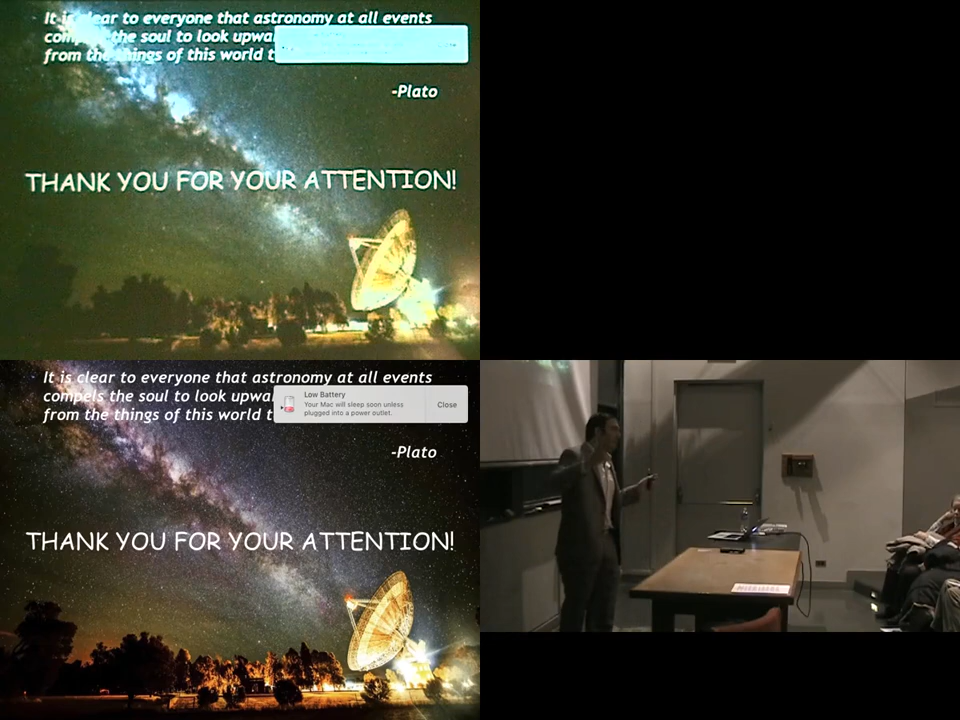 It is clear to everyone that astronomy at all events
compels the soul to look upwa
from the things of this world t
-Plato
THANK YOU FOR YOUR ATTENTION!
It is clear to everyone that astronomy at all events
compels the soul to look upwa
from the things of this world t
Low Battery
Your Mac will sleep soon unless
plugged into a power outlet.
Close
-Plato
THANK YOU FOR YOUR ATTENTION!